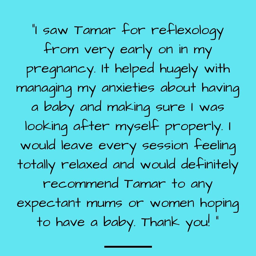 "I saw Tamar for reflexology
from very early on in my
pregnancy. It helped hugely with
managing my anxieties about having
a baby and making sure I was
looking after myself properly. I
would leave every session feeling
totally relaxed and would definitely
recommend Tamar to any
expectant mums or women hoping
to have a baby. Thank you! "